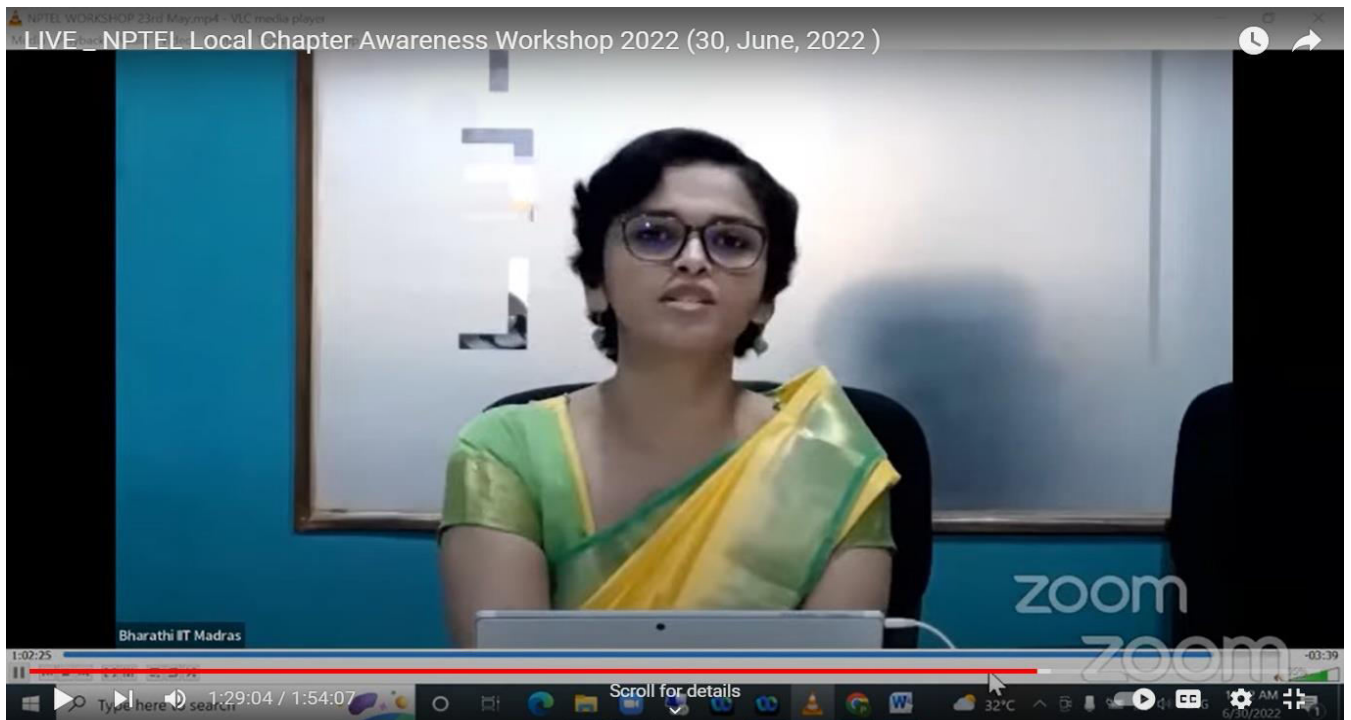 NPTEL WORKSHOP 23rd May.mp4 - VLC media player
LIVE _ NPTEL Local Chapter Awareness Workshop 2022 (30, June, 2022 )
zoom
Bharathi IIT Madras
zoom
1:02:25
-03:39
1:29:04 / 1:54:07
Scroll for details
CC
Type here to search
32°C
AM
6/30/2022